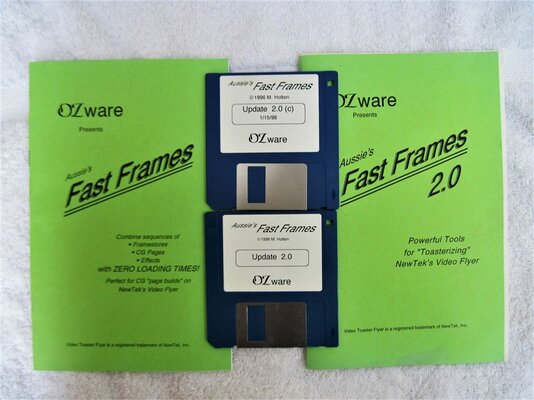 OZware
Presents
Aussie's
Fast Frames
Combine sequences of
• Framestores
• CG Pages
• Effects
with ZERO LOADING TIMES!
Perfect for CG "page builds" on
NewTek's Video Flyer
Video Toaster Flyer is a registered trademark of NewTek, Inc.
Aussie's Fast Frames
©1996 M. Holten
Update 2.0 (c)
1/15/98
OZware
Aussie's Fast Frames
©1996 M. Holten
Update 2.0
OZware
OZware
Presents
Aussie's
Fast Frames
2.0
Powerful Tools
for "Toasterizing"
NewTek's Video Flyer
Video Toaster Flyer is a registered trademark of NewTek, Inc.